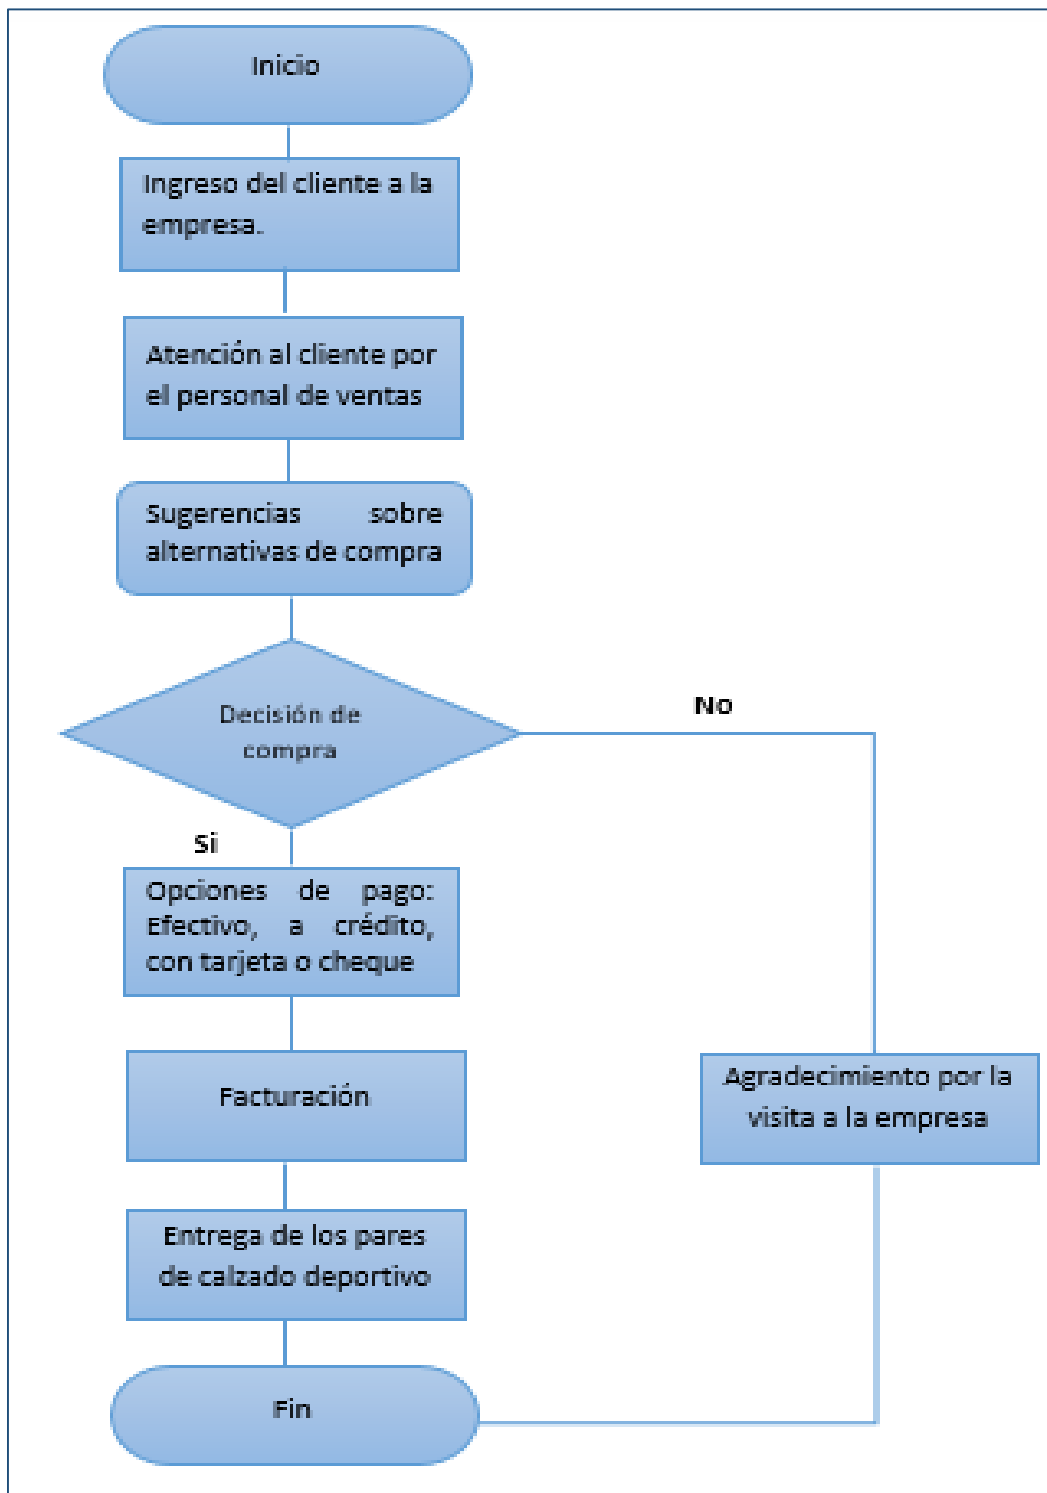 Inicio
Ingreso del cliente a la
empresa.
Atención al cliente por
el personal de ventas
Sugerencias sobre
alternativas de compra
Decisión de
compra
No
Si
Opciones de pago:
Efectivo, a crédito,
con tarjeta o cheque
Facturación
Agradecimiento por la
visita a la empresa
Entrega de los pares
de calzado deportivo
Fin